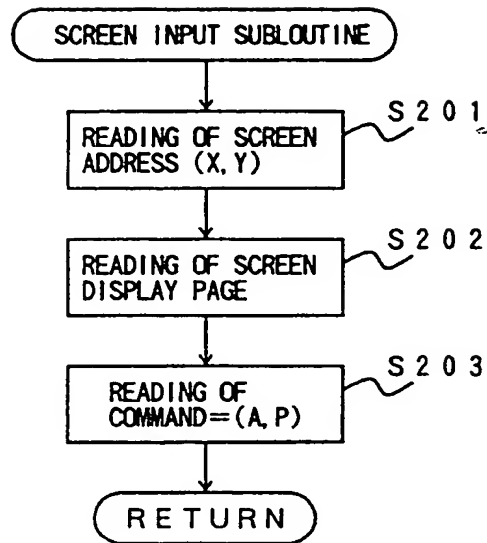 SCREEN INPUT SUBLOUTINE
S201
READING OF SCREEN
ADDRESS (X, Y)
S202
READING OF SCREEN
DISPLAY PAGE
S203
READING OF
COMMAND=(A, P)
RETURN